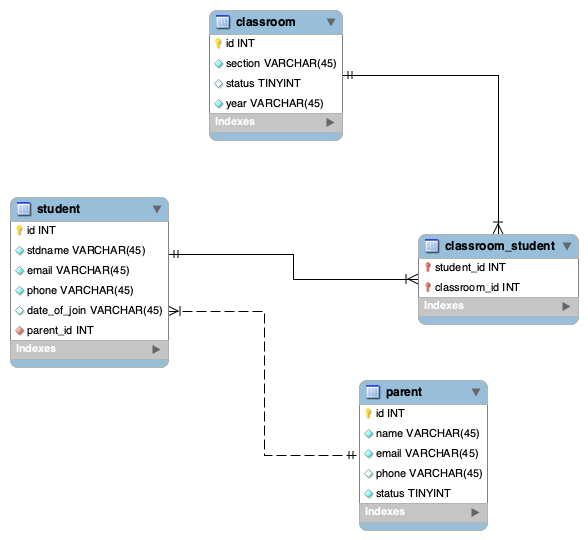 classroom
id INT
section VARCHAR(45)
status TINYINT
year VARCHAR(45)
Indexes
student
id INT
stdname VARCHAR(45)
email VARCHAR(45)
phone VARCHAR(45)
date_of_join VARCHAR(45)
parent_id INT
Indexes
classroom_student
student_id INT
classroom_id INT
Indexes
parent
id INT
name VARCHAR(45)
email VARCHAR(45)
phone VARCHAR(45)
status TINYINT
Indexes